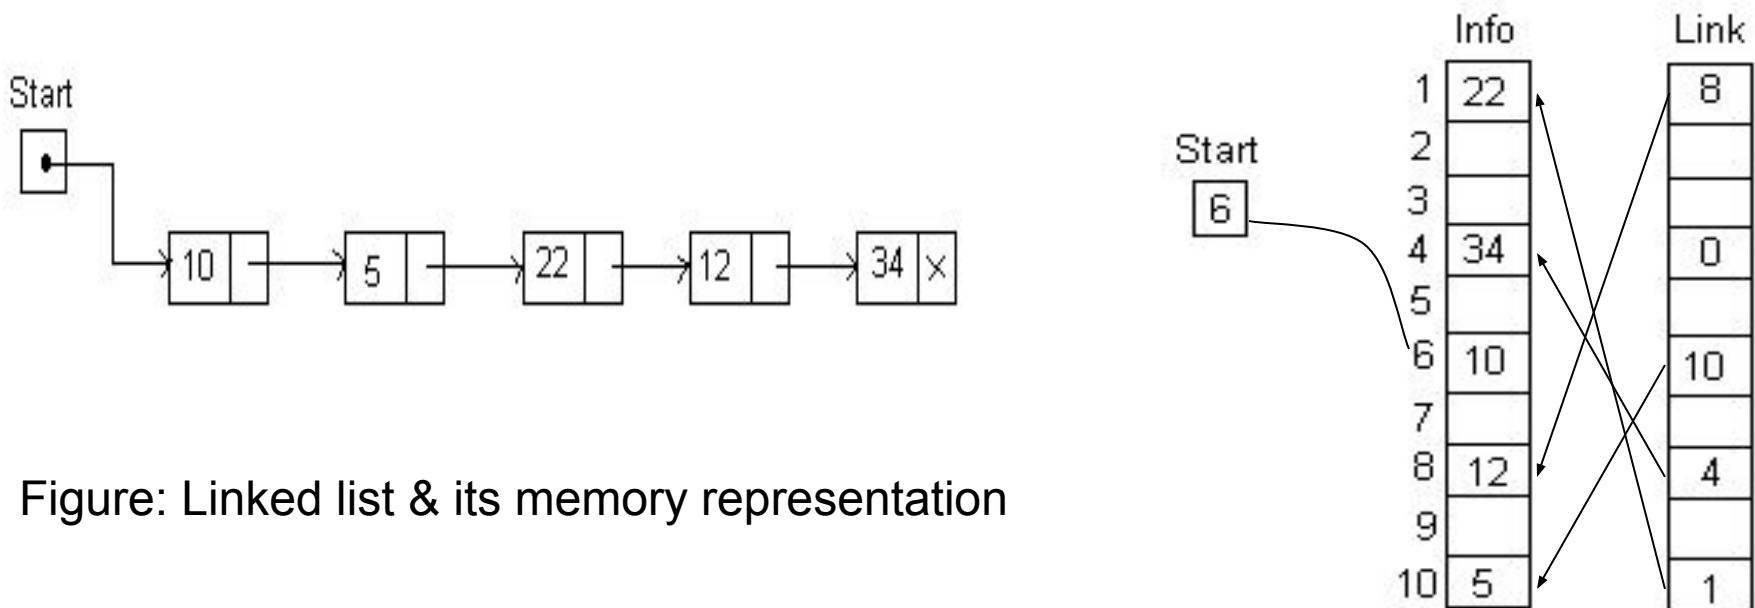 Start
10 5 22 12 34 X
Figure: Linked list & its memory representation
Start
6
Info Link
1 22 8
2
3
4 34 0
5
6 10 10
7
8 12 4
9
10 5 1